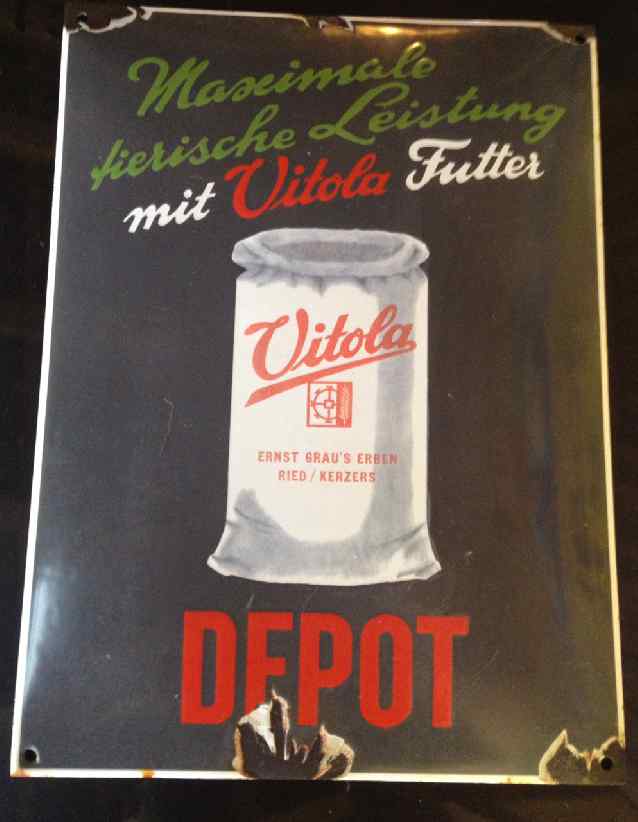 Maximale
tierische Leistung
mit Vitola Futter
Vitola
ERNST GRAU'S ERBEN
RIED / KERZERS
DEPOT